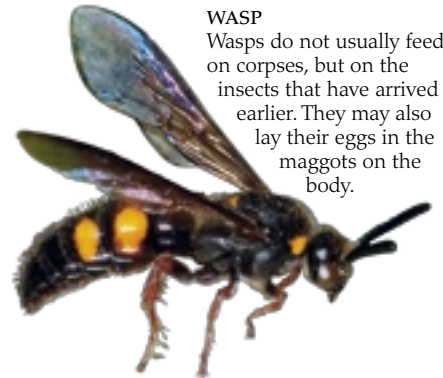 WASP
Wasps do not usually feed
on corpses, but on the
insects that have arrived
earlier. They may also
lay their eggs in the
maggots on the
body.